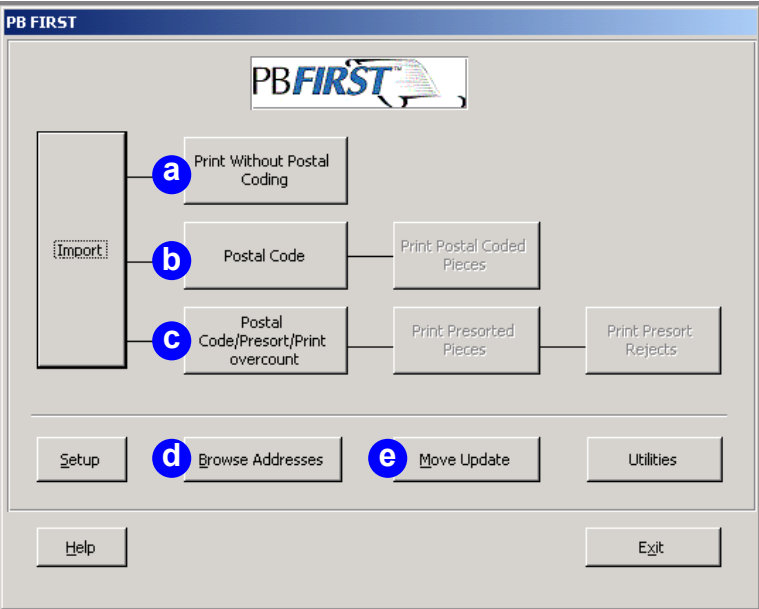 PB FIRST
PBFIRST™
a
Print Without Postal
Coding
Import
b
Postal Code
Print Postal Coded
Pieces
c
Postal
Code/Presort/Print
overcount
Print Presorted
Pieces
Print Presort
Rejects
Setup
d
Browse Addresses
e
Move Update
Utilities
Help
Exit